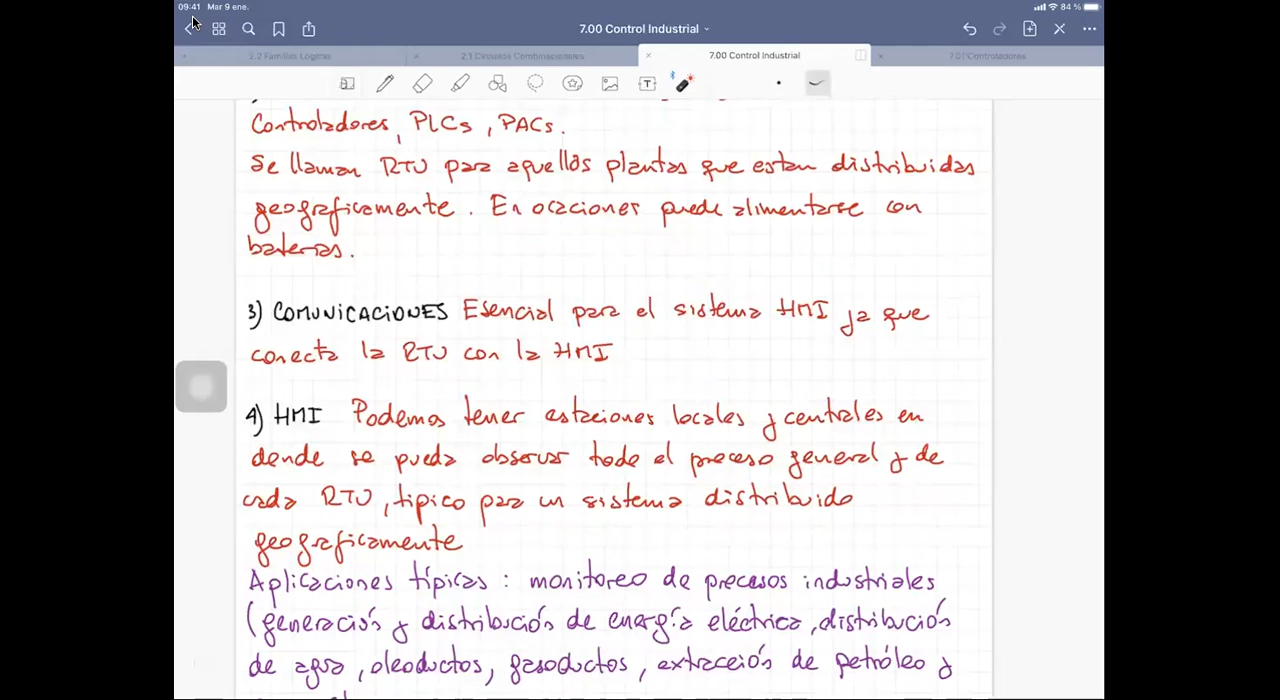 09:41 Mar 9 ene.
84 %
7.00 Control Industrial
2.2 Familias Lógicas
2.1 Circuitos Combinacionales
7.00 Control Industrial
7.01 Controladores
Controladores, PLCs, PACs.
Se llaman RTU para aquellas plantas que estan distribuidas
geograficamente. En ocaciones puede alimentarse con
baterias.
3) COMUNICACIONES Esencial para el sistema HMI ya que
conecta la RTU con la HMI
4) HMI Podemos tener estaciones locales y centrales en
donde se pueda observar todo el proceso general y de
cada RTU, tipico para un sistema distribuido
geograficamente
Aplicaciones típicas: monitoreo de procesos industriales
(generación y distribución de energía eléctrica, distribución
de agua, oleoductos, gasoductos, extracción de petróleo y